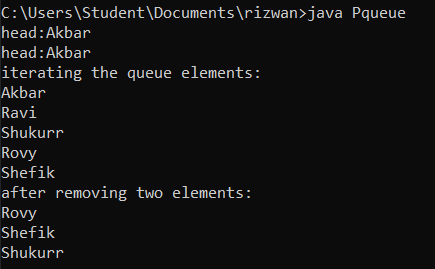 C:\Users\Student\Documents\rizwan>java Pqueue
head:Akbar
head:Akbar
iterating the queue elements:
Akbar
Ravi
Shukurr
Rovy
Shefik
after removing two elements:
Rovy
Shefik
Shukurr